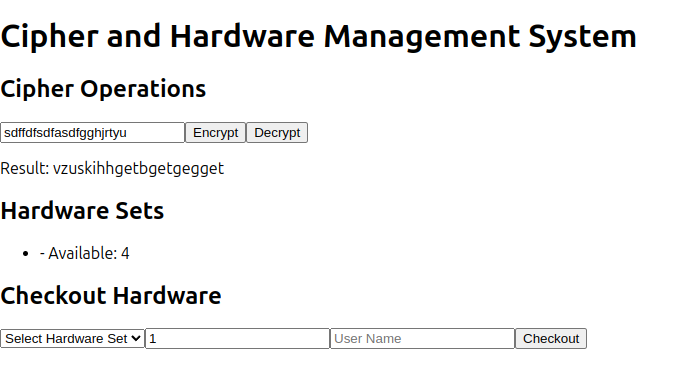 Cipher and Hardware Management System
Cipher Operations
sdffdfsdfasdfgghjrtyu Encrypt Decrypt
Result: vzuskihhgetbgetgegget
Hardware Sets
• - Available: 4
Checkout Hardware
Select Hardware Set 1 User Name Checkout